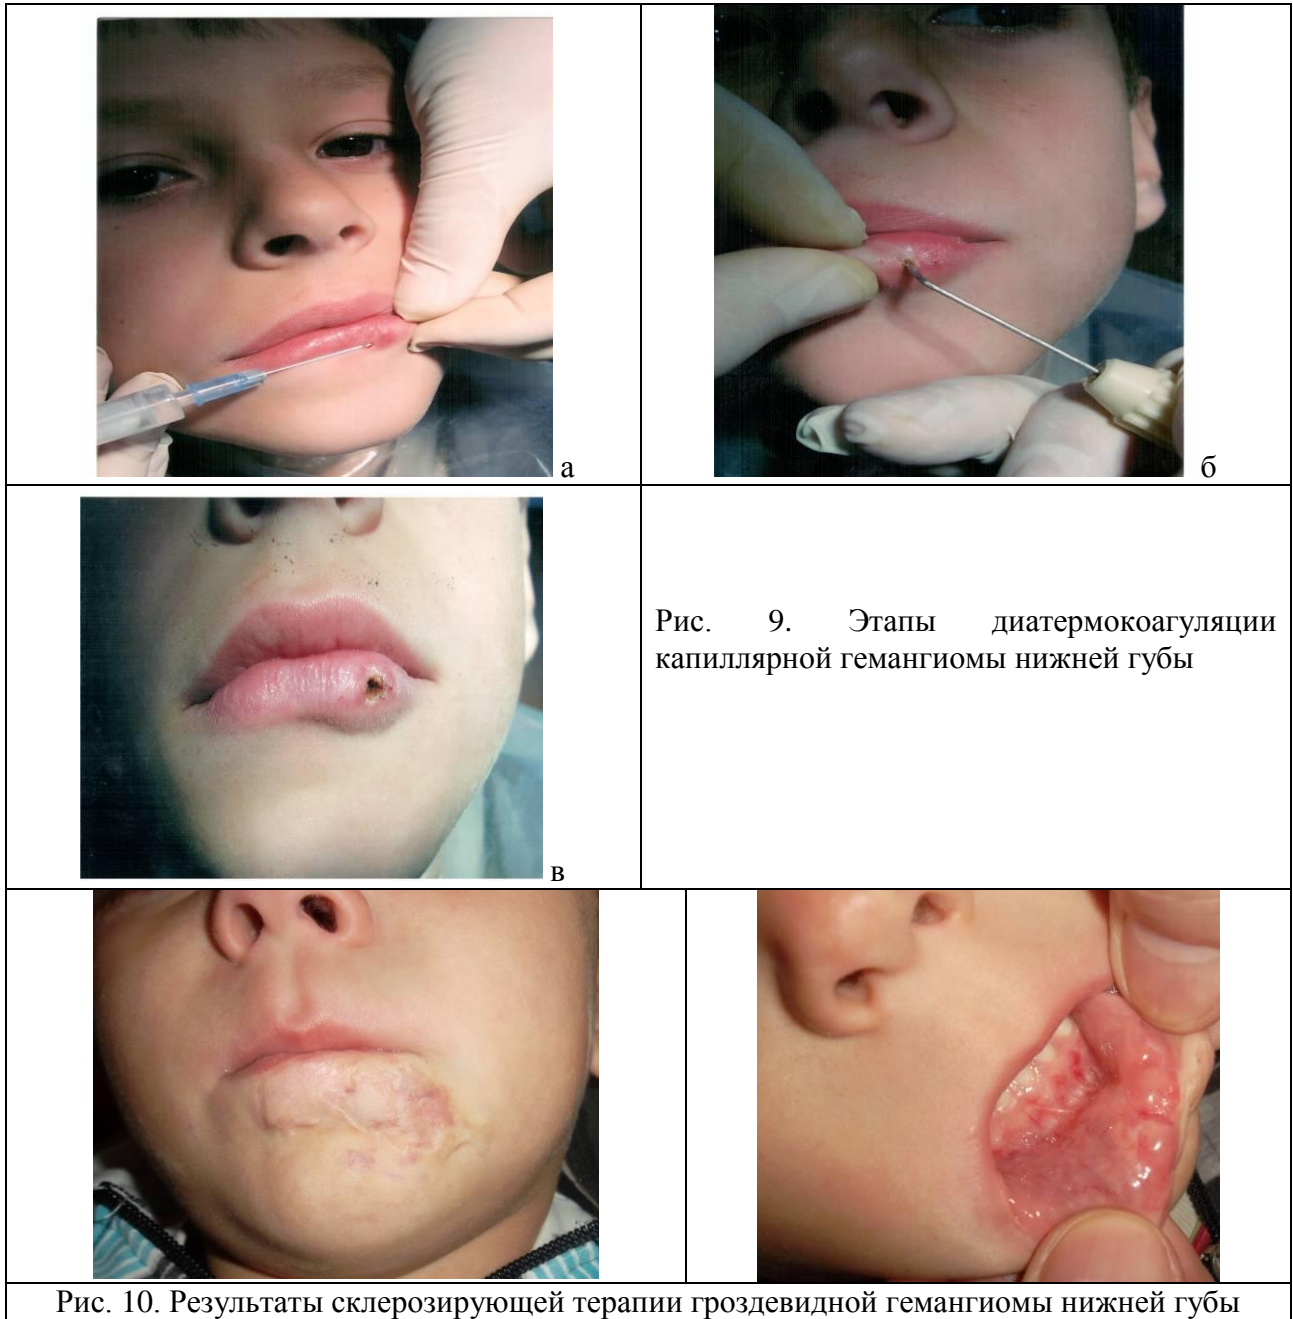 а
б
в
Рис. 9. Этапы диатермокоагуляции
капиллярной гемангиомы нижней губы
Рис. 10. Результаты склерозирующей терапии гроздевидной гемангиомы нижней губы